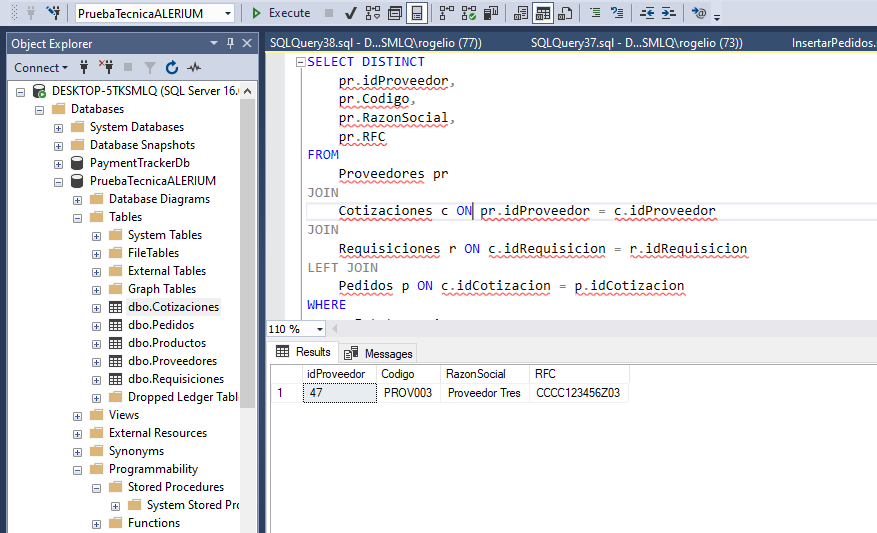 PruebaTecnicaALERIUM
Execute
Object Explorer
Connect
DESKTOP-5TKSMLQ (SQL Server 16.
Databases
System Databases
Database Snapshots
PaymentTrackerDb
PruebaTecnicaALERIUM
Database Diagrams
Tables
System Tables
FileTables
External Tables
Graph Tables
dbo.Cotizaciones
dbo.Pedidos
dbo.Productos
dbo.Proveedores
dbo.Requisiciones
Dropped Ledger Tabl
Views
External Resources
Synonyms
Programmability
Stored Procedures
System Stored Pro
Functions
SQLQuery38.sql - D...SMLQ\rogelio (77))
SQLQuery37.sql - D...SMLQ\rogelio (73))
InsertarPedidos.
SELECT DISTINCT
pr.idProveedor,
pr.Codigo,
pr.RazonSocial,
pr.RFC
FROM
Proveedores pr
JOIN
Cotizaciones c ON pr.idProveedor = c.idProveedor
JOIN
Requisiciones r ON c.idRequisicion = r.idRequisicion
LEFT JOIN
Pedidos p ON c.idCotizacion = p.idCotizacion
WHERE
110 %
Results Messages
idProveedor Codigo RazonSocial RFC
1 47 PROV003 Proveedor Tres CCCC123456Z03